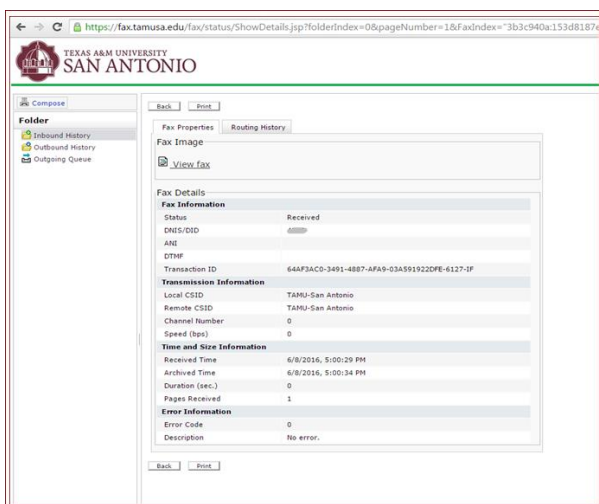 https://fax.tamusa.edu/fax/status/ShowDetails.jsp?folderIndex=0&pageNumber=1&FaxIndex="3b3c940a:153d8187e
TEXAS A&M UNIVERSITY
SAN ANTONIO
Compose
Folder
Inbound History
Outbound History
Outgoing Queue
Back Print
Fax Properties Routing History
Fax Image
View fax
Fax Details
Fax Information
Status Received
DNIS/DID
ANI
DTMF
Transaction ID 64AF3AC0-3491-4887-AFA9-03A591922DFE-6127-IF
Transmission Information
Local CSID TAMU-San Antonio
Remote CSID TAMU-San Antonio
Channel Number 0
Speed (bps) 0
Time and Size Information
Received Time 6/8/2016, 5:00:29 PM
Archived Time 6/8/2016, 5:00:34 PM
Duration (sec.) 0
Pages Received 1
Error Information
Error Code 0
Description No error.
Back Print